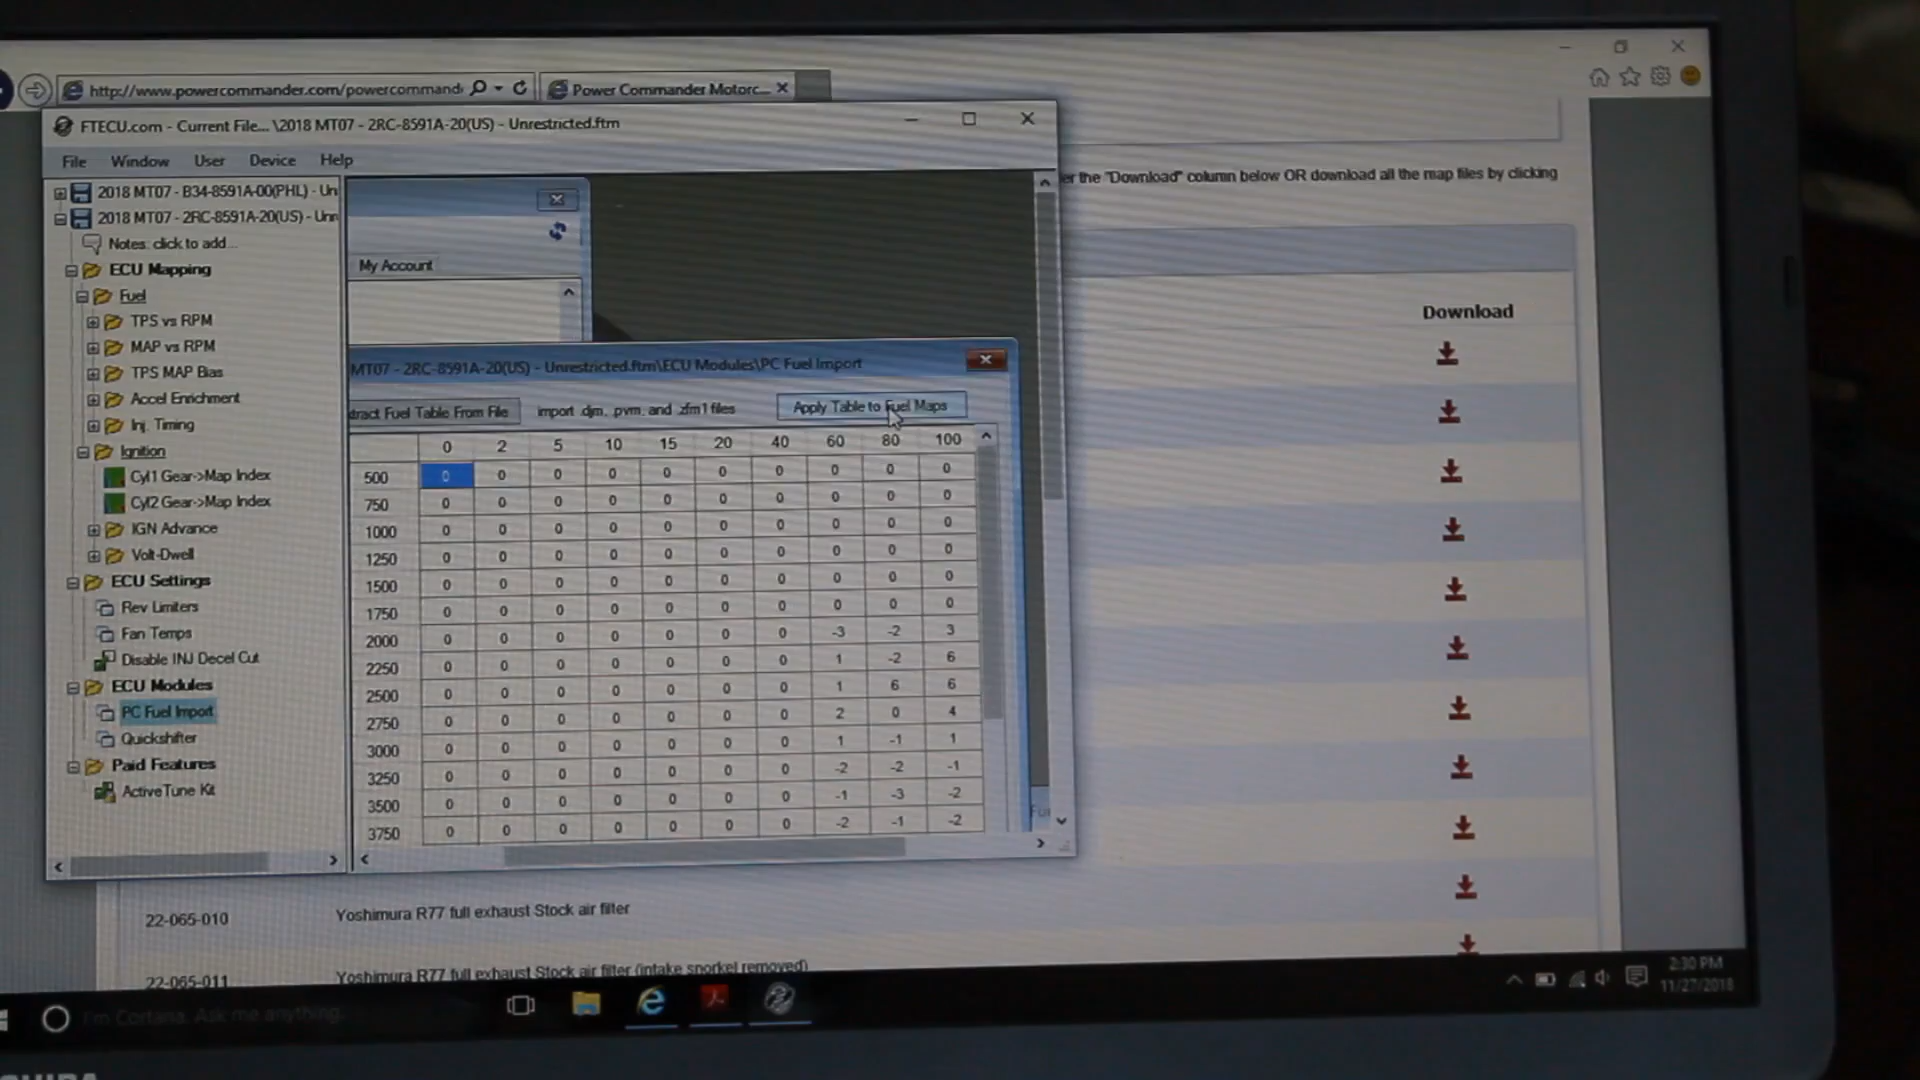 http://www.powercommander.com/powercommand
Power Commander Motorc...
FTECU.com - Current File... \2018 MT07 - 2RC-8591A-20(US) - Unrestricted.ftm
File Window User Device Help
er the "Download" column below OR download all the map files by clicking
2018 MT07 - B34-8591A-00(PHL) - Un
2018 MT07 - 2RC-8591A-20(US) - Unn
Notes: click to add...
ECU Mapping
Fuel
TPS vs RPM
MAP vs RPM
TPS MAP Bias
Accel Enrichment
Inj. Timing
Ignition
Cyl1 Gear->Map Index
Cyl2 Gear->Map Index
IGN Advance
Volt-Dwell
ECU Settings
Rev Limiters
Fan Temps
Disable INJ Decel Cut
ECU Modules
PC Fuel Import
Quickshifter
Paid Features
ActiveTune Kit
My Account
Download
MT07 - 2RC-8591A-20(US) - Unrestricted.ftm\ECU Modules\PC Fuel Import
tract Fuel Table From File import .djm, .pvm, and .zfm1 files Apply Table to Fuel Maps
0 2 5 10 15 20 40 60 80 100
500 0 0 0 0 0 0 0 0 0 0
750 0 0 0 0 0 0 0 0 0 0
1000 0 0 0 0 0 0 0 0 0 0
1250 0 0 0 0 0 0 0 0 0 0
1500 0 0 0 0 0 0 0 0 0 0
1750 0 0 0 0 0 0 0 0 0 0
2000 0 0 0 0 0 0 0 -3 -2 3
2250 0 0 0 0 0 0 0 1 -2 6
2500 0 0 0 0 0 0 0 1 6 6
2750 0 0 0 0 0 0 0 2 0 4
3000 0 0 0 0 0 0 0 1 -1 1
3250 0 0 0 0 0 0 0 -2 -2 -1
3500 0 0 0 0 0 0 0 -1 -3 -2
3750 0 0 0 0 0 0 0 -2 -1 -2
Fui
22-065-010 Yoshimura R77 full exhaust Stock air filter
22-065-011 Yoshimura R77 full exhaust Stock air filter (intake snorkel removed)
I'm Cortana. Ask me anything.
2:30 PM
11/27/2018